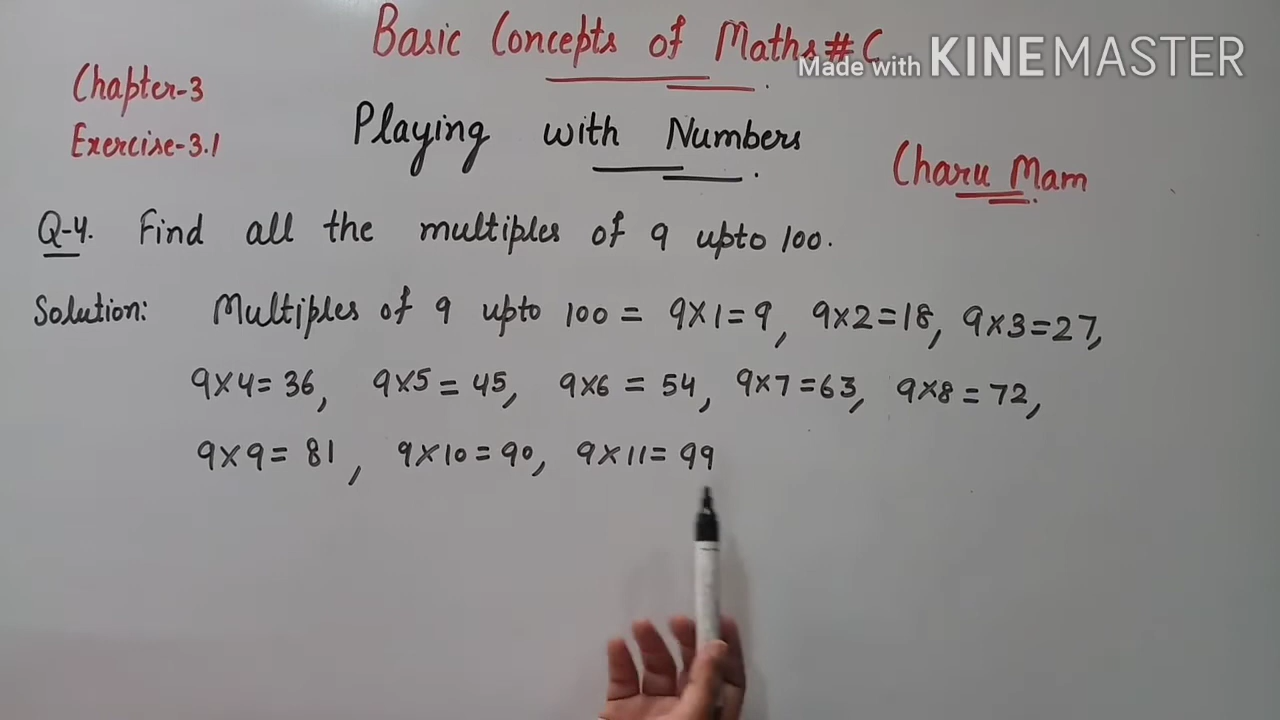 Basic Concepts of Maths#C
Made with KINEMASTER
Chapter-3
Exercise-3.1
Playing with Numbers
Charu Mam
Q-4. Find all the multiples of 9 upto 100.
Solution: Multiples of 9 upto 100 = 9×1=9, 9×2=18, 9×3=27,
9×4=36, 9×5=45, 9×6=54, 9×7=63, 9×8=72,
9×9=81, 9×10=90, 9×11=99